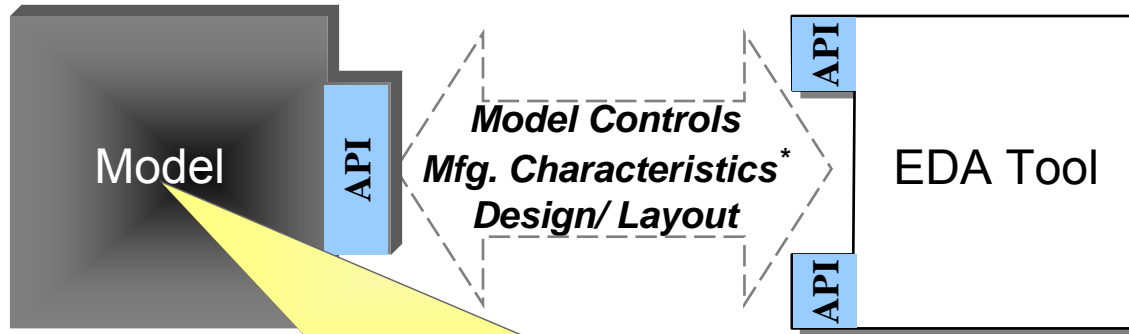 Model
API
Model Controls
Mfg. Characteristics*
Design/ Layout
API
EDA Tool
API